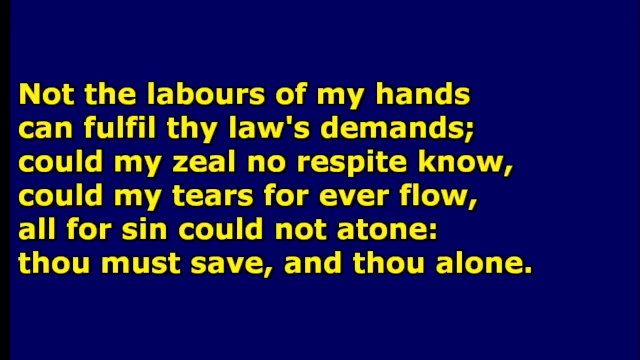 Not the labours of my hands
can fulfil thy law's demands;
could my zeal no respite know,
could my tears for ever flow,
all for sin could not atone:
thou must save, and thou alone.